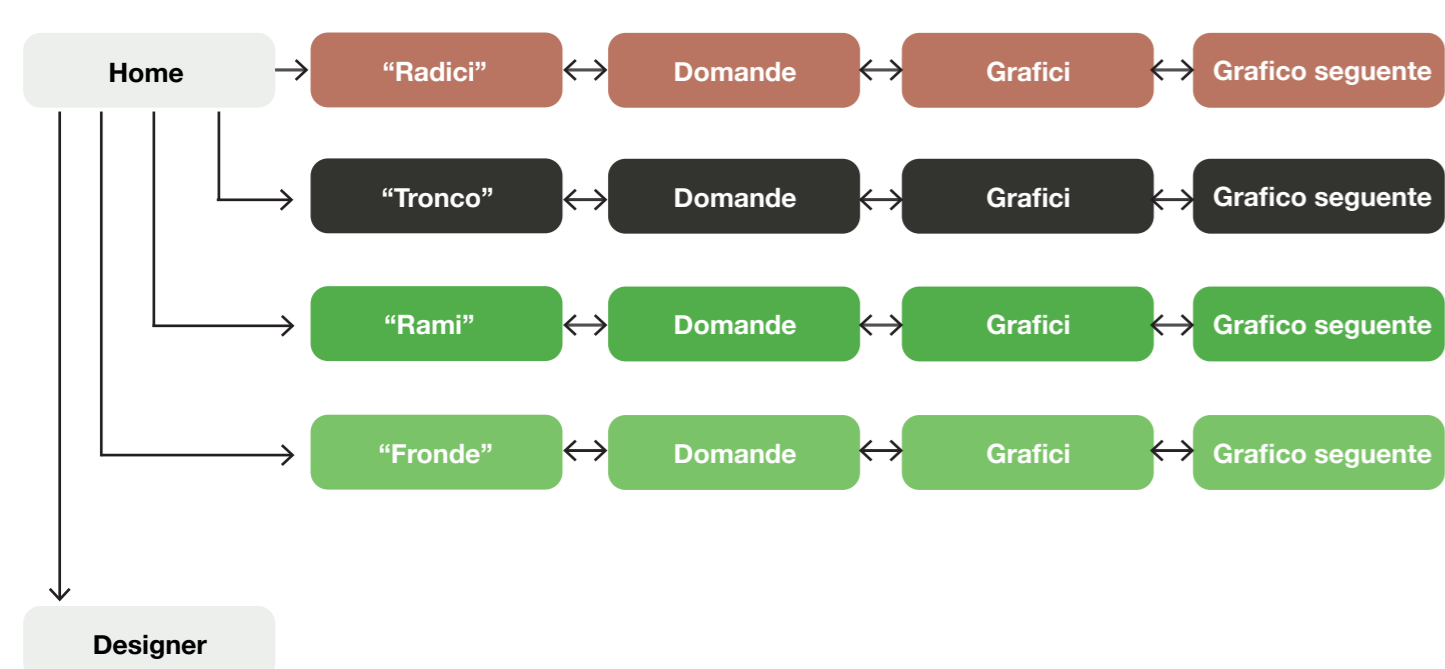 Home
“Radici”
Domande
Grafici
Grafico seguente
“Tronco”
Domande
Grafici
Grafico seguente
“Rami”
Domande
Grafici
Grafico seguente
“Fronde”
Domande
Grafici
Grafico seguente
Designer